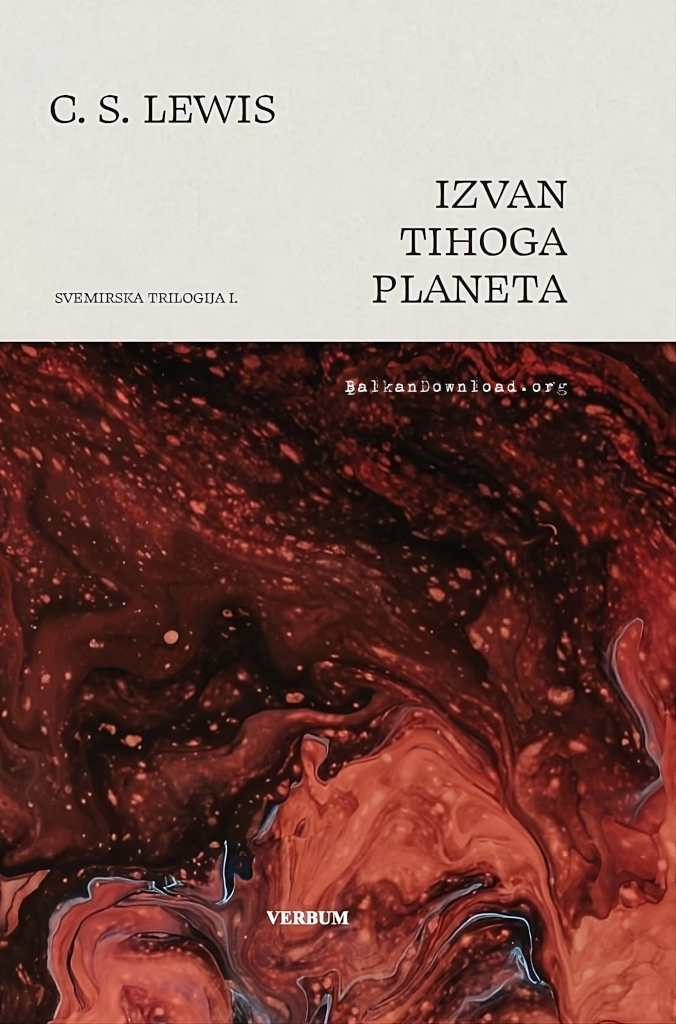 C. S. LEWIS
IZVAN
TIHOGA
PLANETA
SVEMIRSKA TRILOGIJA I.
BalkanDownload.org
VERBUM